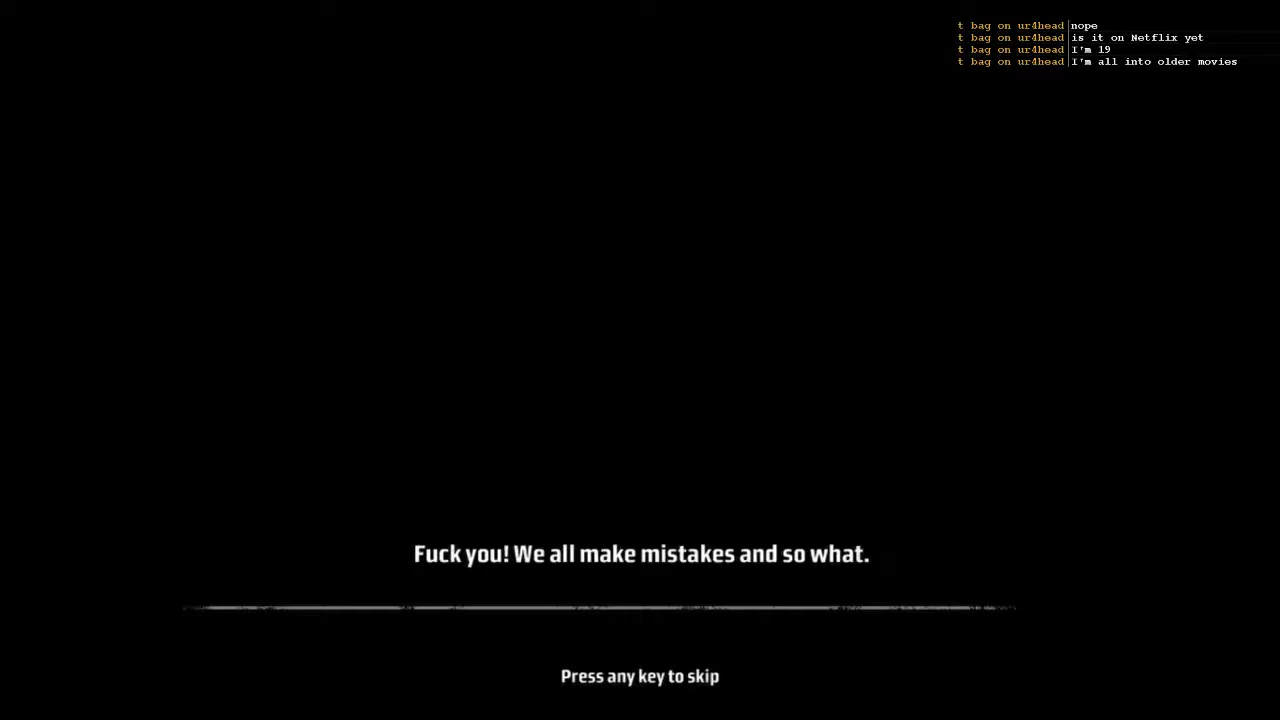 t bag on ur4head nope
t bag on ur4head is it on Netflix yet
t bag on ur4head I'm 19
t bag on ur4head I'm all into older movies
Fuck you! We all make mistakes and so what.
Press any key to skip